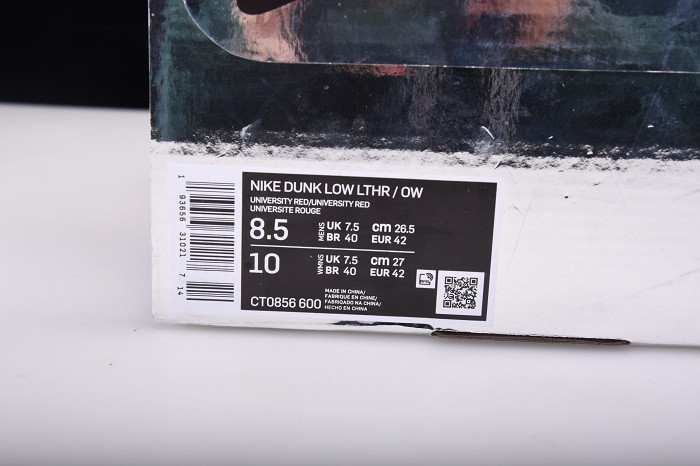 NIKE DUNK LOW LTHR / OW
UNIVERSITY RED/UNIVERSITY RED
UNIVERSITE ROUGE
8.5 MENS UK 7.5 cm 26.5
BR 40 EUR 42
10 WMNS UK 7.5 cm 27
BR 40 EUR 42
CT0856 600
MADE IN CHINA/
FABRIQUE EN CHINE/
FABRICADO NA CHINA/
HECHO EN CHINA
1 93656 31021 7 14